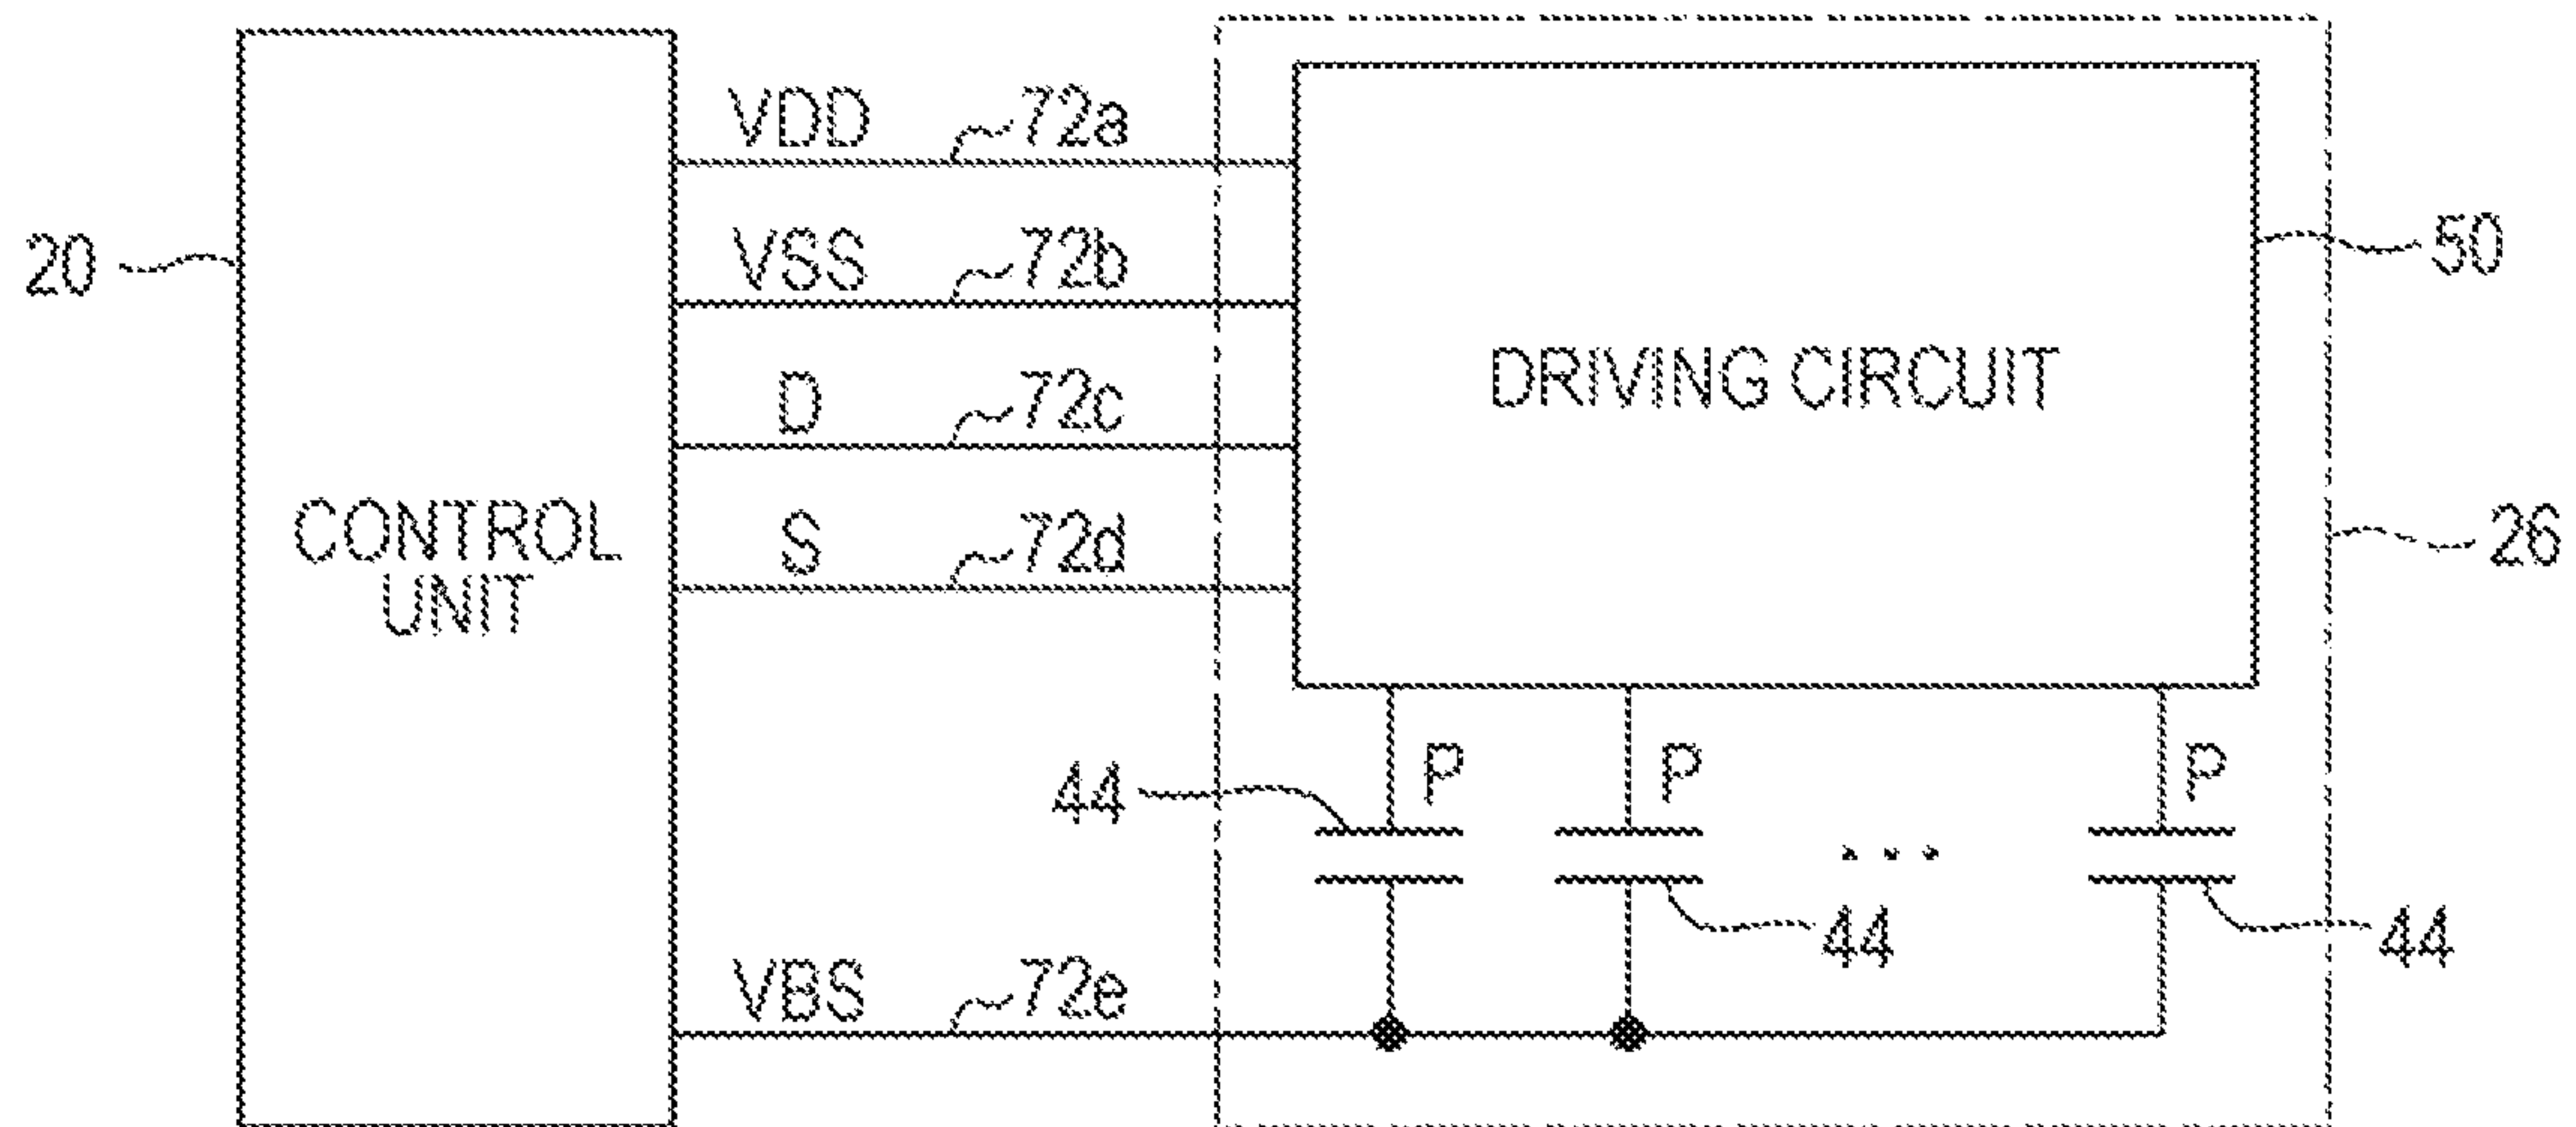 VDD 72a
VSS 72b
20
50
D 72c
DRIVING CIRCUIT
S 72d
CONTROL
UNIT
26
44 P P P
. . .
44 44
VBS 72e